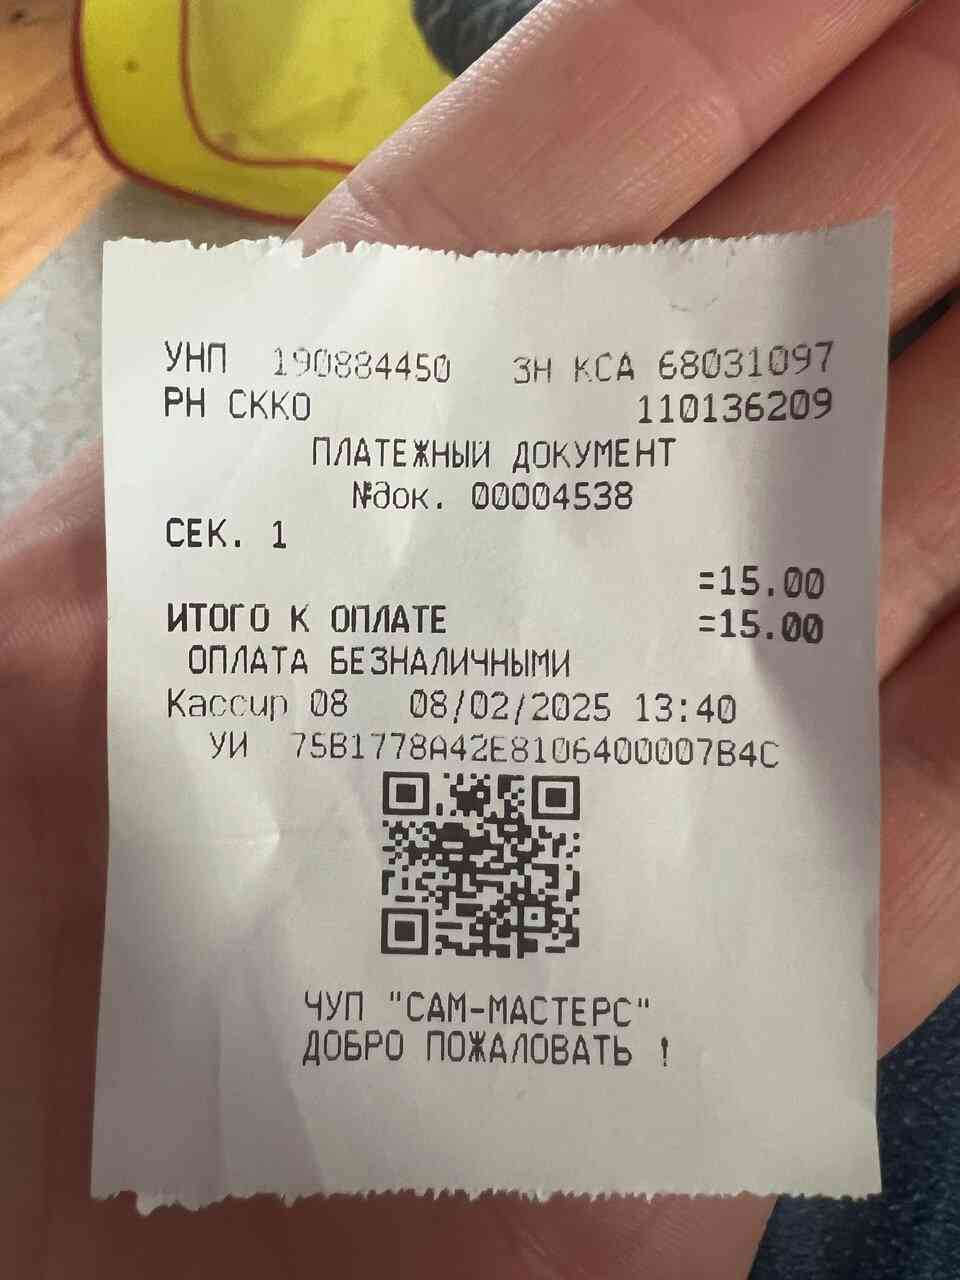 УНП 190884450 ЗН КСА 68031097
РН СККО 110136209
ПЛАТЕЖНЫЙ ДОКУМЕНТ
№док. 00004538
СЕК. 1
=15.00
ИТОГО К ОПЛАТЕ =15.00
ОПЛАТА БЕЗНАЛИЧНЫМИ
Кассир 08 08/02/2025 13:40
УИ 75B1778A42E8106400007B4C
ЧУП "САМ-МАСТЕРС"
ДОБРО ПОЖАЛОВАТЬ !